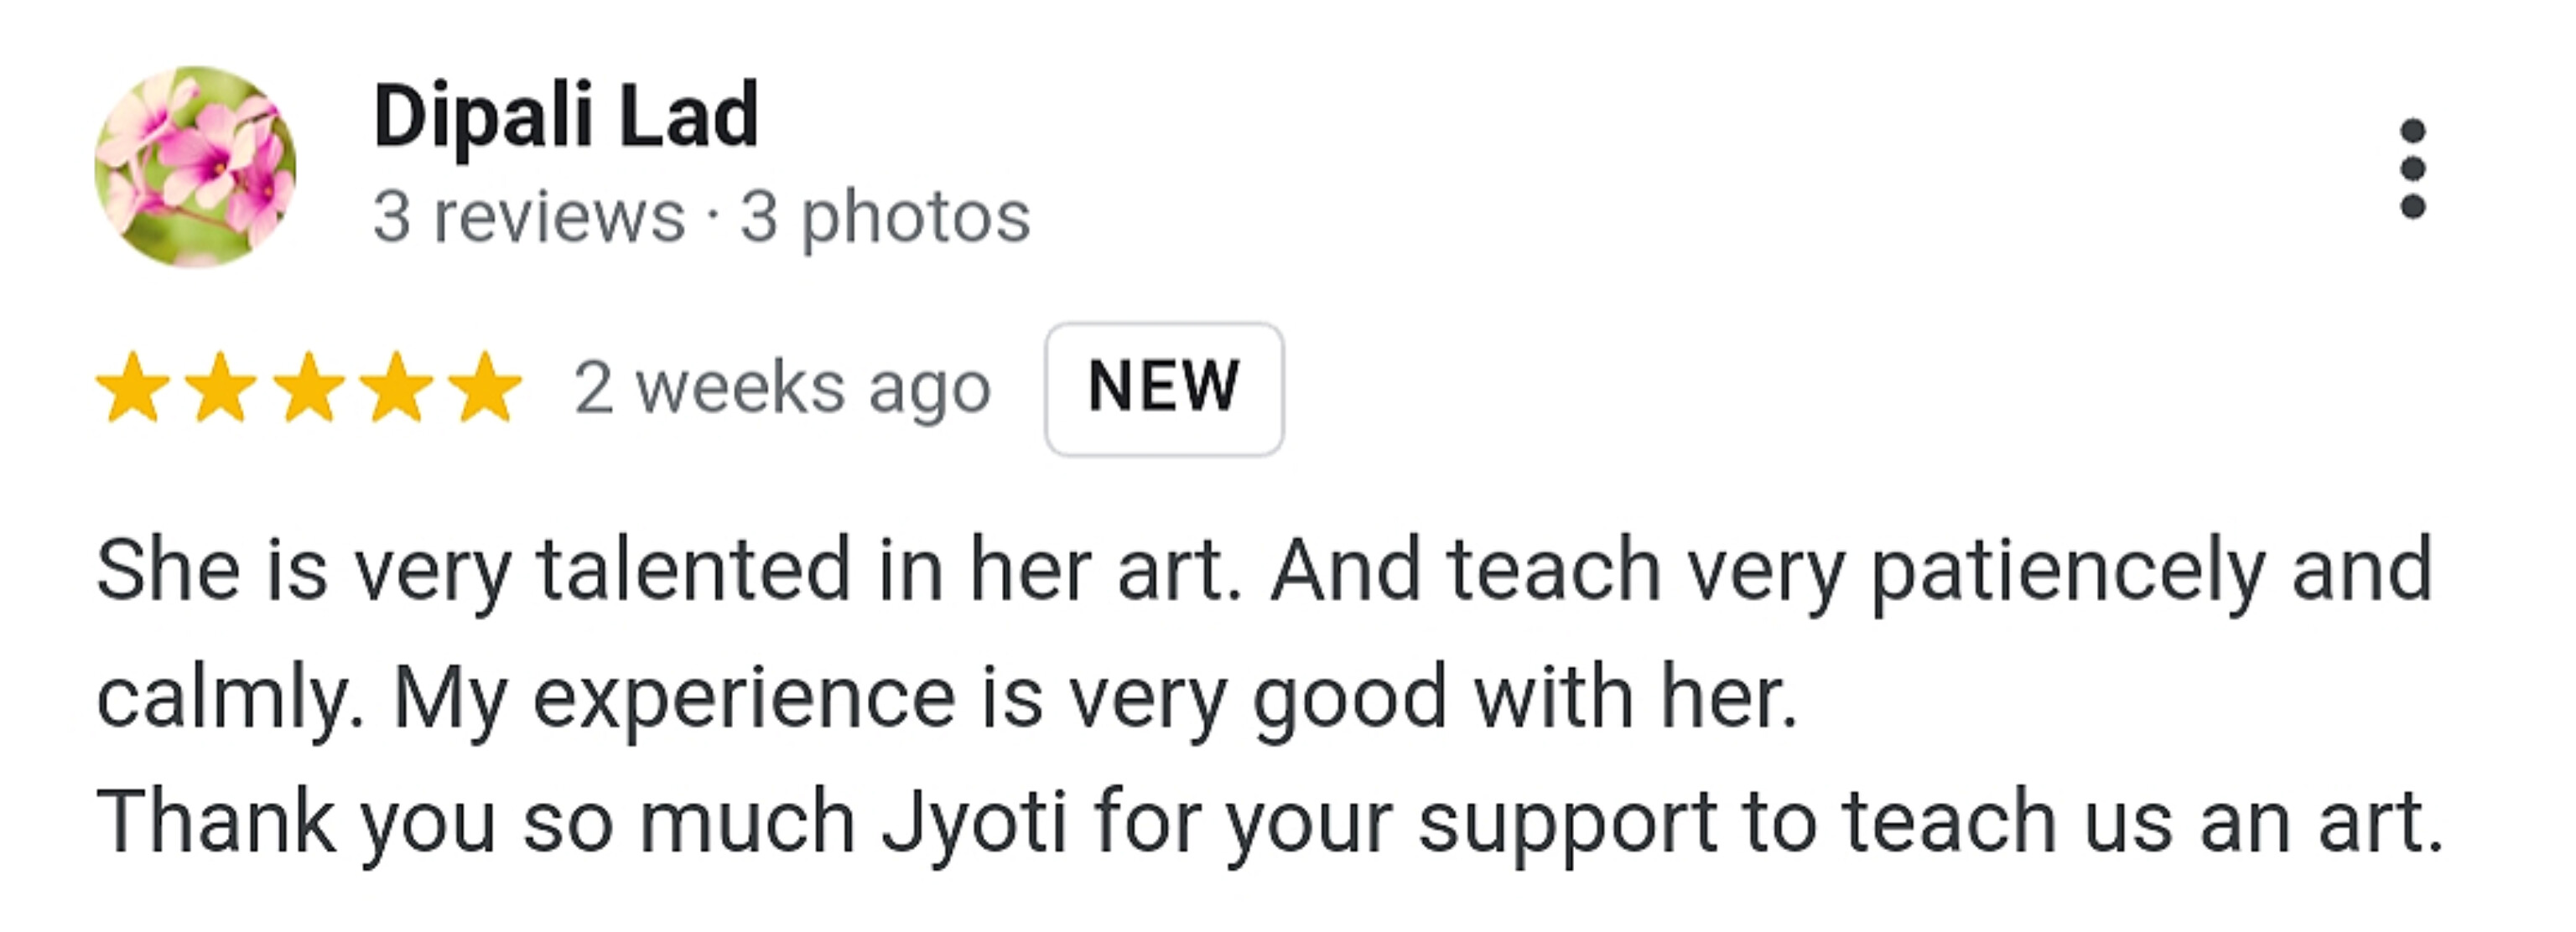 Dipali Lad
3 reviews · 3 photos
2 weeks ago NEW
She is very talented in her art. And teach very patiencely and
calmly. My experience is very good with her.
Thank you so much Jyoti for your support to teach us an art.